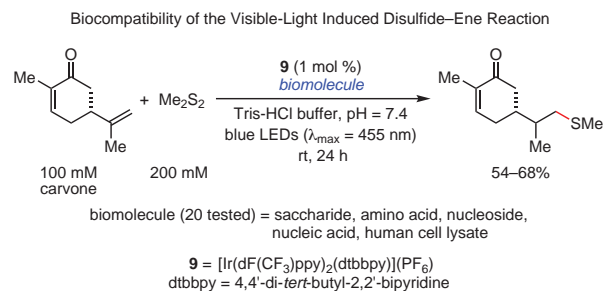 Biocompatibility of the Visible-Light Induced Disulfide–Ene Reaction
O
Me
Me
+ Me₂S₂
9 (1 mol %)
biomolecule
Tris-HCl buffer, pH = 7.4
blue LEDs (λmax = 455 nm)
rt, 24 h
O
Me
SMe
Me
100 mM
carvone
200 mM
54–68%
biomolecule (20 tested) = saccharide, amino acid, nucleoside,
nucleic acid, human cell lysate
9 = [Ir(dF(CF₃)ppy)₂(dtbbpy)](PF₆)
dtbbpy = 4,4'-di-tert-butyl-2,2'-bipyridine